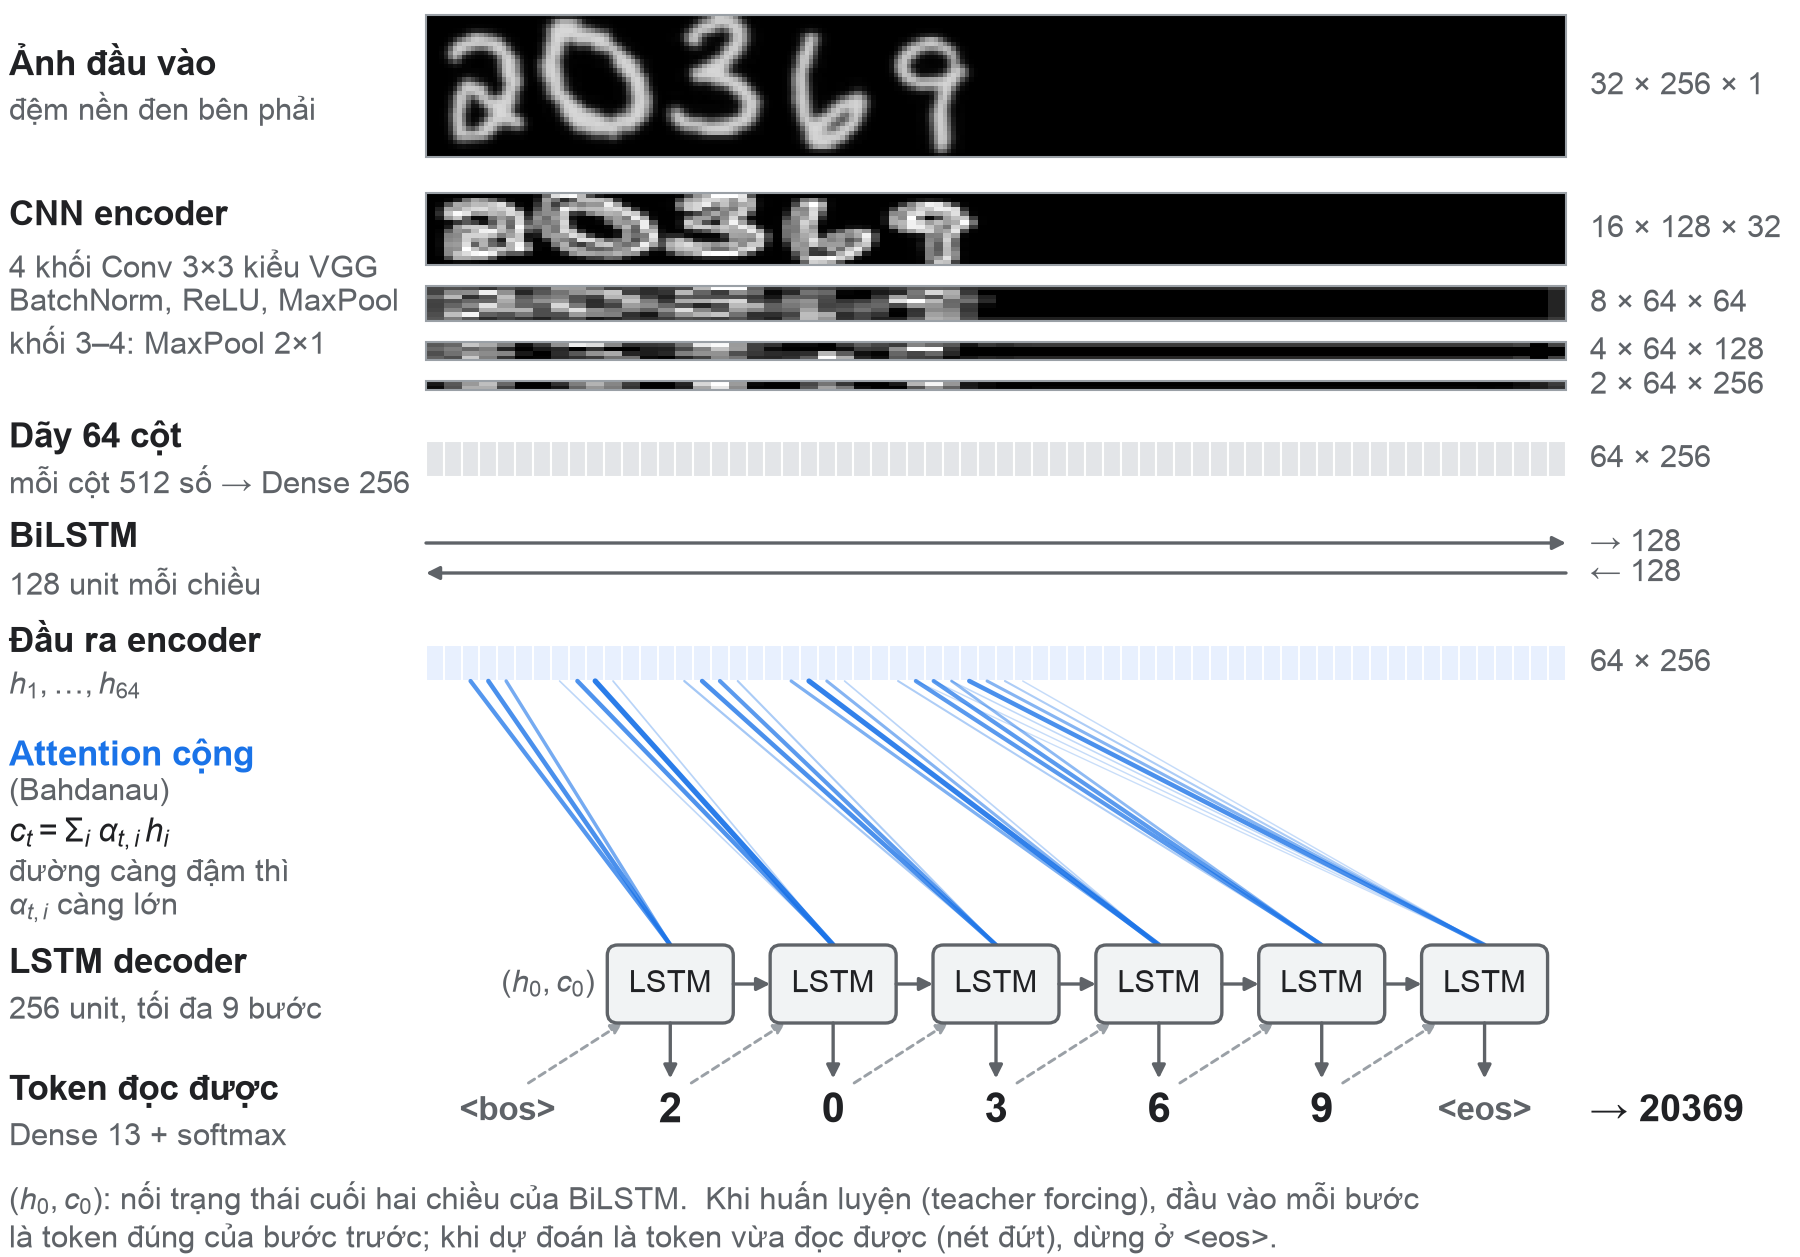 20369
Ảnh đầu vào
đệm nền đen bên phải
32 × 256 × 1
CNN encoder
4 khối Conv 3×3 kiểu VGG
BatchNorm, ReLU, MaxPool
khối 3–4: MaxPool 2×1
16 × 128 × 32
8 × 64 × 64
4 × 64 × 128
2 × 64 × 256
Dãy 64 cột
mỗi cột 512 số → Dense 256
64 × 256
BiLSTM
128 unit mỗi chiều
→ 128
← 128
Đầu ra encoder
h₁, …, h₆₄
64 × 256
Attention cộng
(Bahdanau)
c_t = Σ_i α_{t,i} h_i
đường càng đậm thì
α_{t,i} càng lớn
LSTM decoder
256 unit, tối đa 9 bước
(h₀, c₀) LSTM LSTM LSTM LSTM LSTM LSTM
Token đọc được
Dense 13 + softmax
<bos> 2 0 3 6 9 <eos> → 20369
(h₀, c₀): nối trạng thái cuối hai chiều của BiLSTM. Khi huấn luyện (teacher forcing), đầu vào mỗi bước
là token đúng của bước trước; khi dự đoán là token vừa đọc được (nét đứt), dừng ở <eos>.